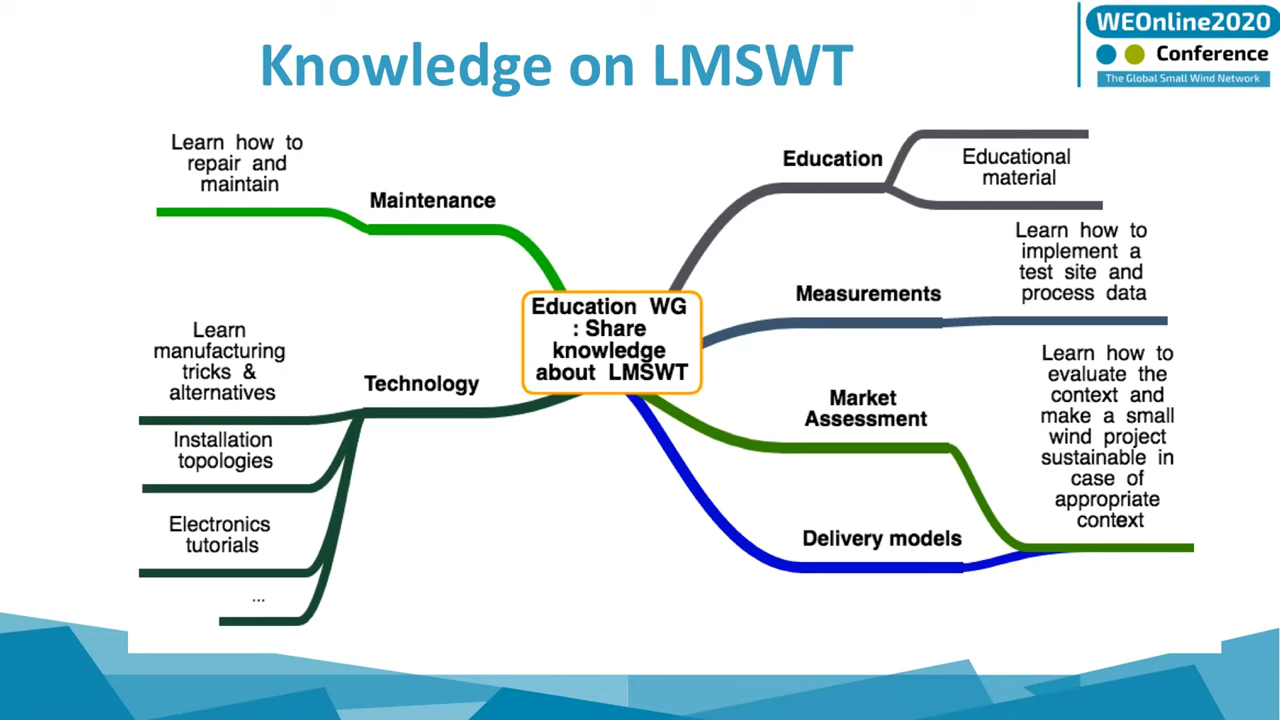 Knowledge on LMSWT
WEOnline2020
Conference
The Global Small Wind Network
Learn how to
repair and
maintain
Maintenance
Education
Educational
material
Learn how to
implement a
test site and
process data
Measurements
Education WG
: Share
knowledge
about LMSWT
Learn
manufacturing
tricks &
alternatives
Technology
Installation
topologies
Electronics
tutorials
...
Market
Assessment
Learn how to
evaluate the
context and
make a small
wind project
sustainable in
case of
appropriate
context
Delivery models